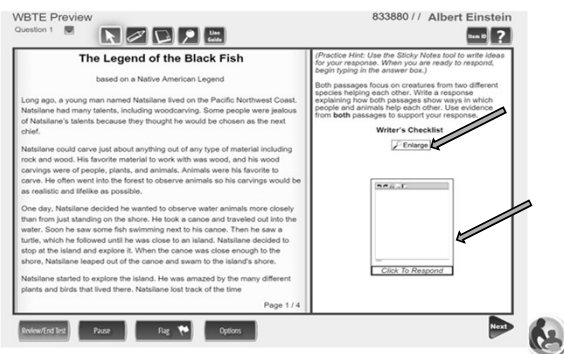 WBTE Preview
833880 // Albert Einstein
Question 1
Line Guide
Item ID
?
The Legend of the Black Fish
based on a Native American Legend
Long ago, a young man named Natsilane lived on the Pacific Northwest Coast.
Natsilane had many talents, including woodcarving. Some people were jealous
of Natsilane's talents because they thought he would be chosen as the next
chief.
Natsilane could carve just about anything out of any type of material including
rock and wood. His favorite material to work with was wood, and his wood
carvings were of people, plants, and animals. Animals were his favorite to
carve. He often went into the forest to observe animals so his carvings would be
as realistic and lifelike as possible.
One day, Natsilane decided he wanted to observe water animals more closely
than from just standing on the shore. He took a canoe and traveled out into the
water. Soon he saw some fish swimming next to his canoe. Then he saw a
turtle, which he followed until he was close to an island. Natsilane decided to
stop at the island and explore it. When the canoe was close enough to the
shore, Natsilane leaped out of the canoe and swam to the island's shore.
Natsilane started to explore the island. He was amazed by the many different
plants and birds that lived there. Natsilane lost track of the time
Page 1 / 4
(Practice Hint: Use the Sticky Notes tool to write ideas
for your response. When you are ready to respond,
begin typing in the answer box.)
Both passages focus on creatures from two different
species helping each other. Write a response
explaining how both passages show ways in which
people and animals help each other. Use evidence
from both passages to support your response.
Writer's Checklist
Enlarge
Click To Respond
Review/End Test
Pause
Flag
Options
Next